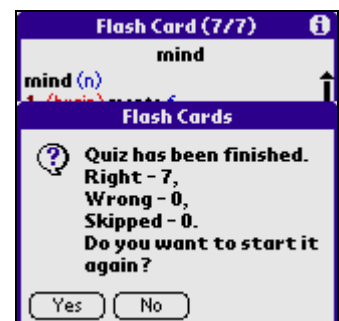 Flash Card (7/7)
mind
mind (n)
Flash Cards
Quiz has been finished.
Right - 7,
Wrong - 0,
Skipped - 0.
Do you want to start it
again?
Yes No